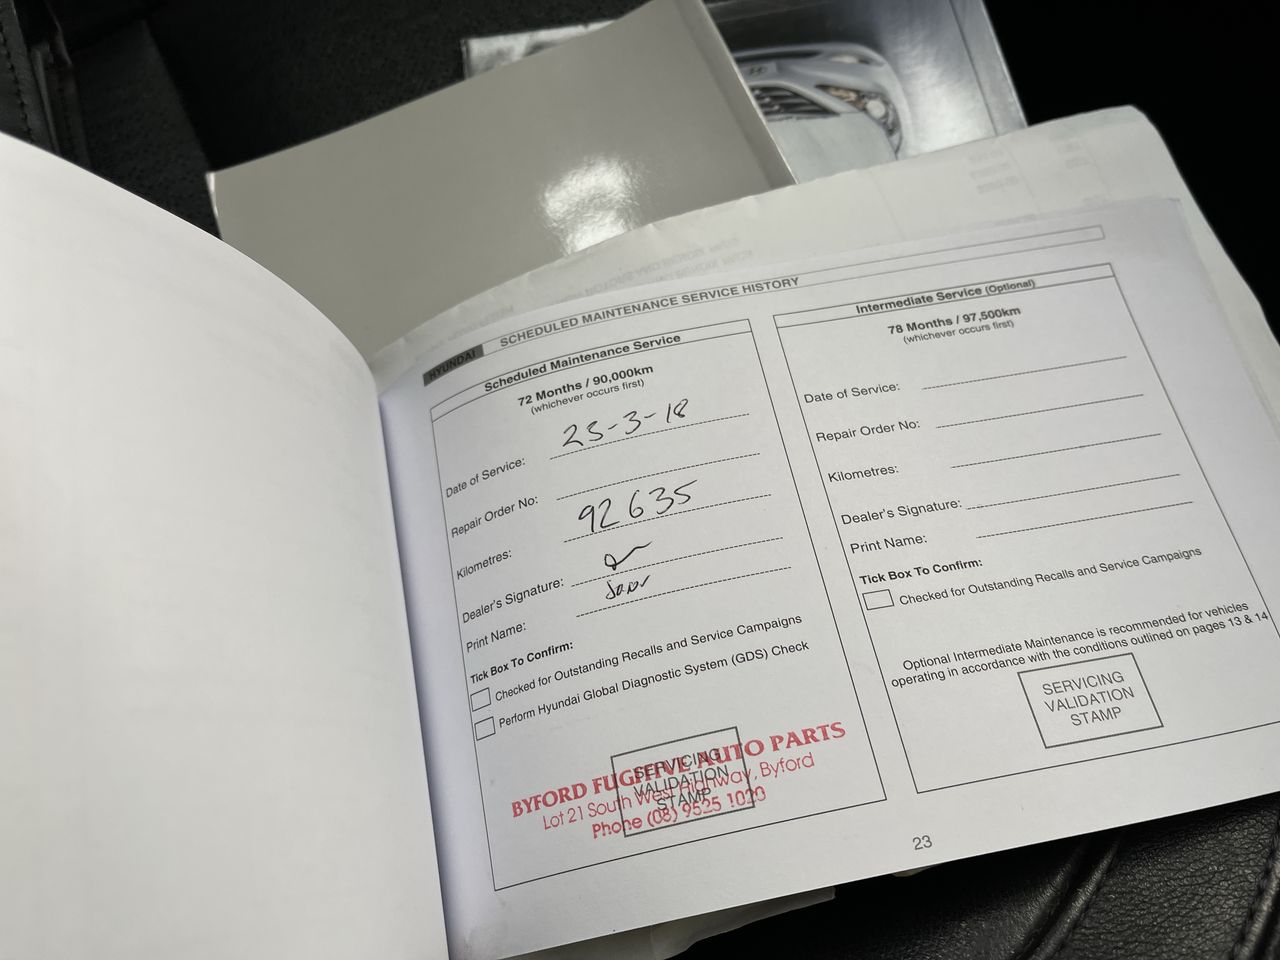 HYUNDAI SCHEDULED MAINTENANCE SERVICE HISTORY
Scheduled Maintenance Service
72 Months / 90,000km
(whichever occurs first)
Date of Service: 23-3-18
Repair Order No:
Kilometres: 92635
Dealer's Signature:
Print Name:
Tick Box To Confirm:
Checked for Outstanding Recalls and Service Campaigns
Perform Hyundai Global Diagnostic System (GDS) Check
SERVICING
VALIDATION
STAMP
BYFORD FUGITIVE AUTO PARTS
Lot 21 South West Highway, Byford
Phone (08) 9525 1020
Intermediate Service (Optional)
78 Months / 97,500km
(whichever occurs first)
Date of Service:
Repair Order No:
Kilometres:
Dealer's Signature:
Print Name:
Tick Box To Confirm:
Checked for Outstanding Recalls and Service Campaigns
Optional Intermediate Maintenance is recommended for vehicles
operating in accordance with the conditions outlined on pages 13 & 14
SERVICING
VALIDATION
STAMP
23